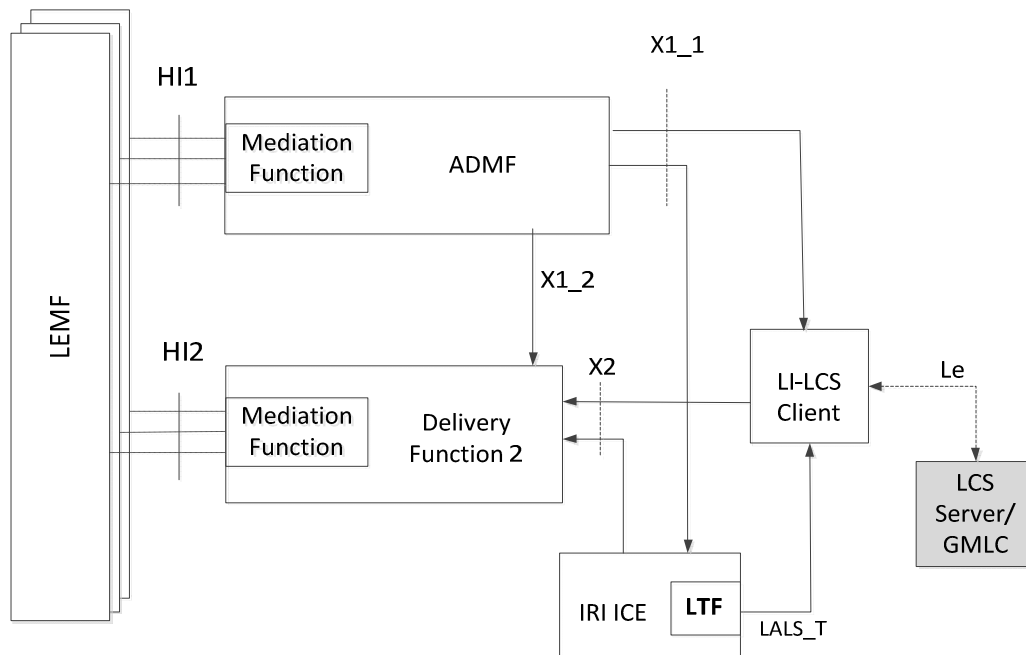 X1_1
HI1
Mediation
Function
ADMF
X1_2
LEMF
HI2
X2
Le
LI-LCS
Client
Mediation
Function
Delivery
Function 2
LCS
Server/
GMLC
IRI ICE
LTF
LALS_T